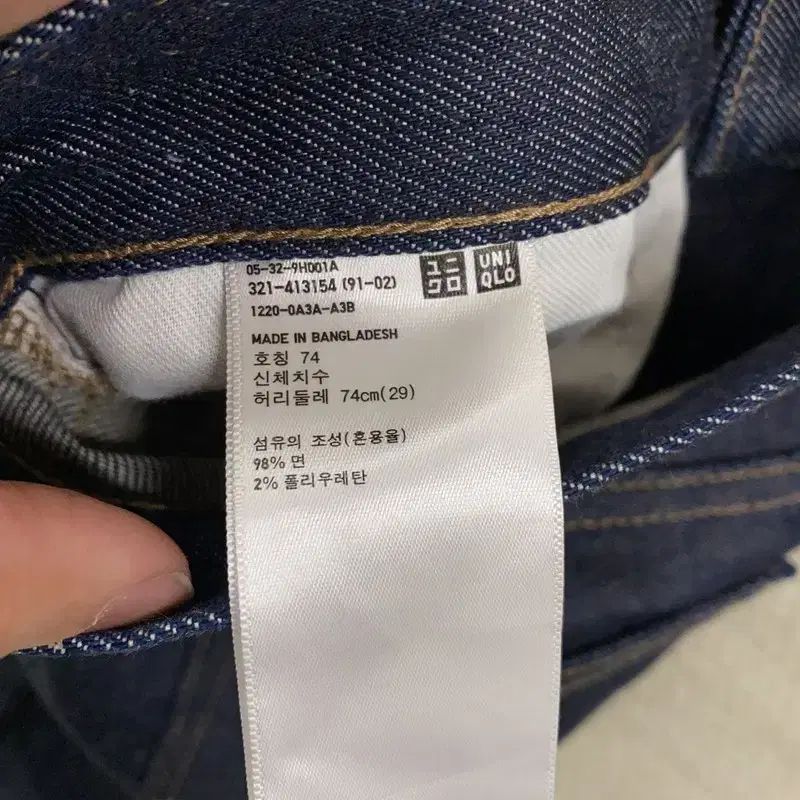 05-32-9H001A
321-413154 (91-02)
1220-0A3A-A3B
ユニクロ
UNIQLO
MADE IN BANGLADESH
호칭 74
신체치수
허리둘레 74cm(29)
섬유의 조성(혼용율)
98% 면
2% 폴리우레탄